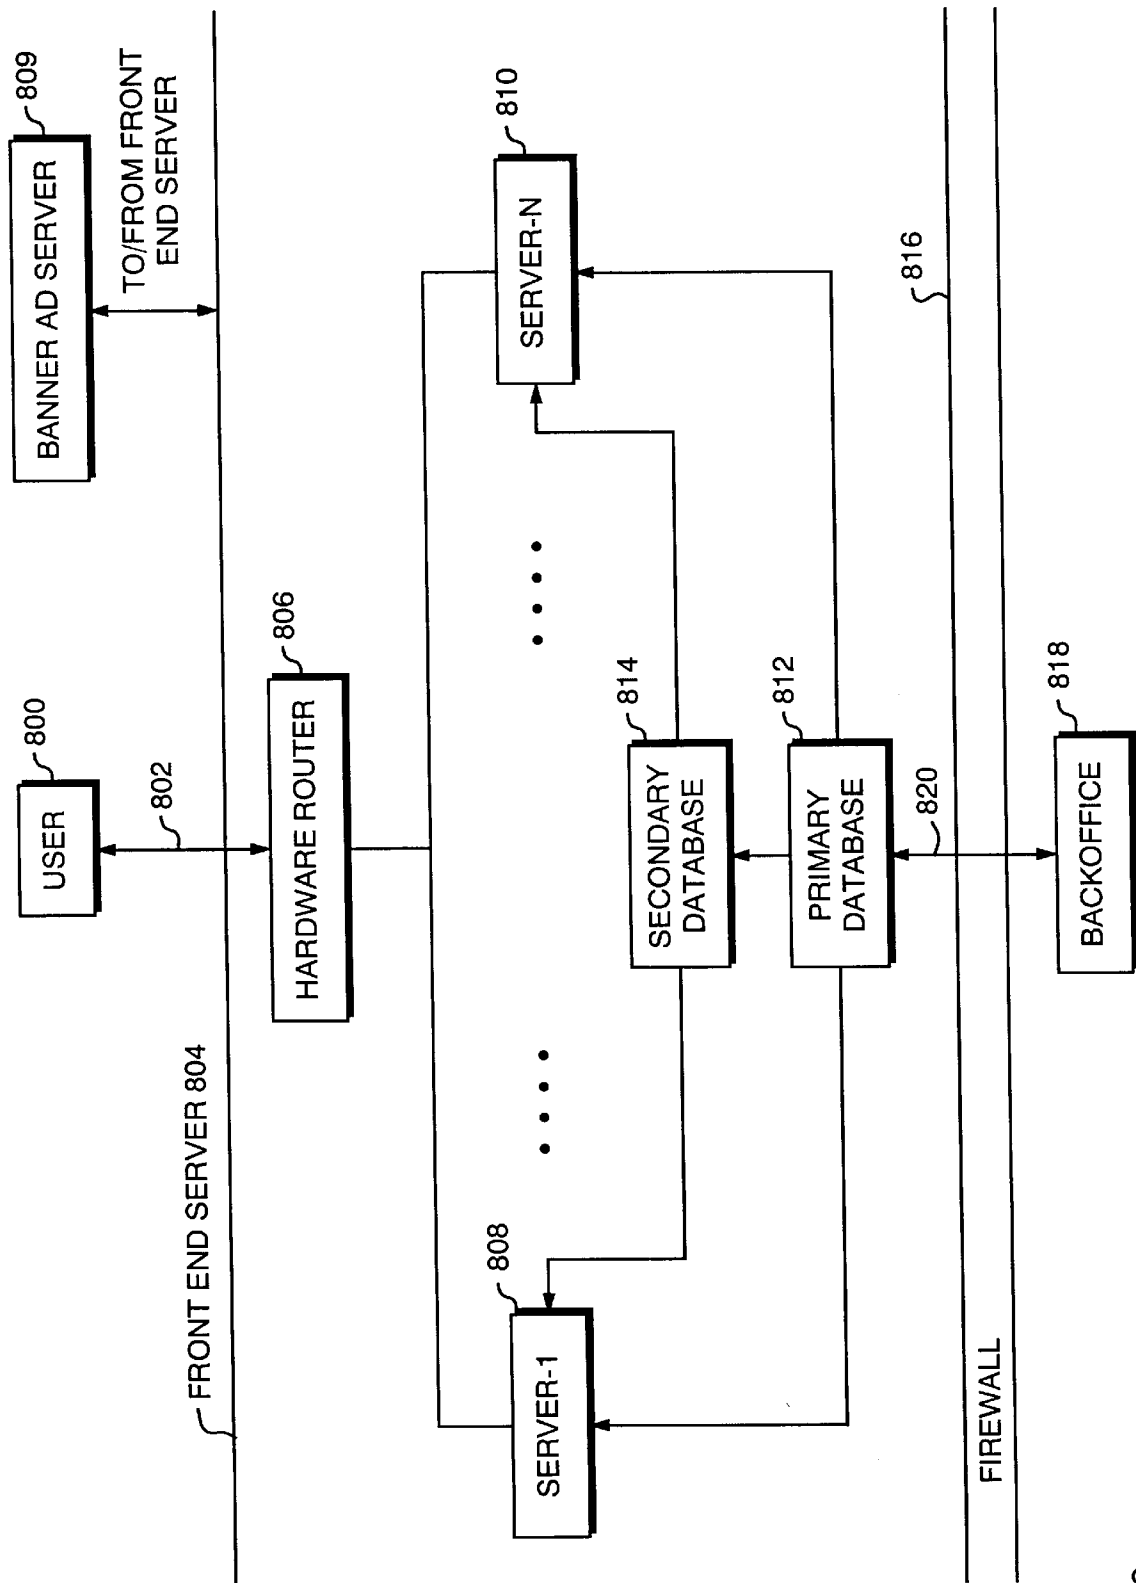 USER
800
802
BANNER AD SERVER
809
TO/FROM FRONT
END SERVER
FRONT END SERVER 804
HARDWARE ROUTER
806
SERVER-1
808
SERVER-N
810
SECONDARY
DATABASE
814
PRIMARY
DATABASE
812
816
820
FIREWALL
BACKOFFICE
818